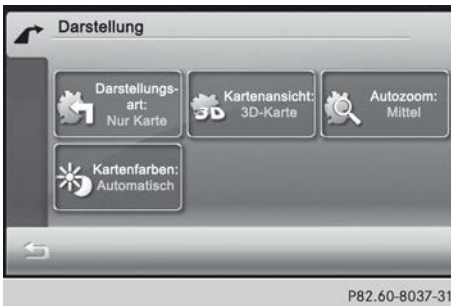 Darstellung
Darstellungs-
art:
Nur Karte
Kartenansicht:
3D-Karte
Autozoom:
Mittel
3D
Kartenfarben:
Automatisch
P82.60-8037-31